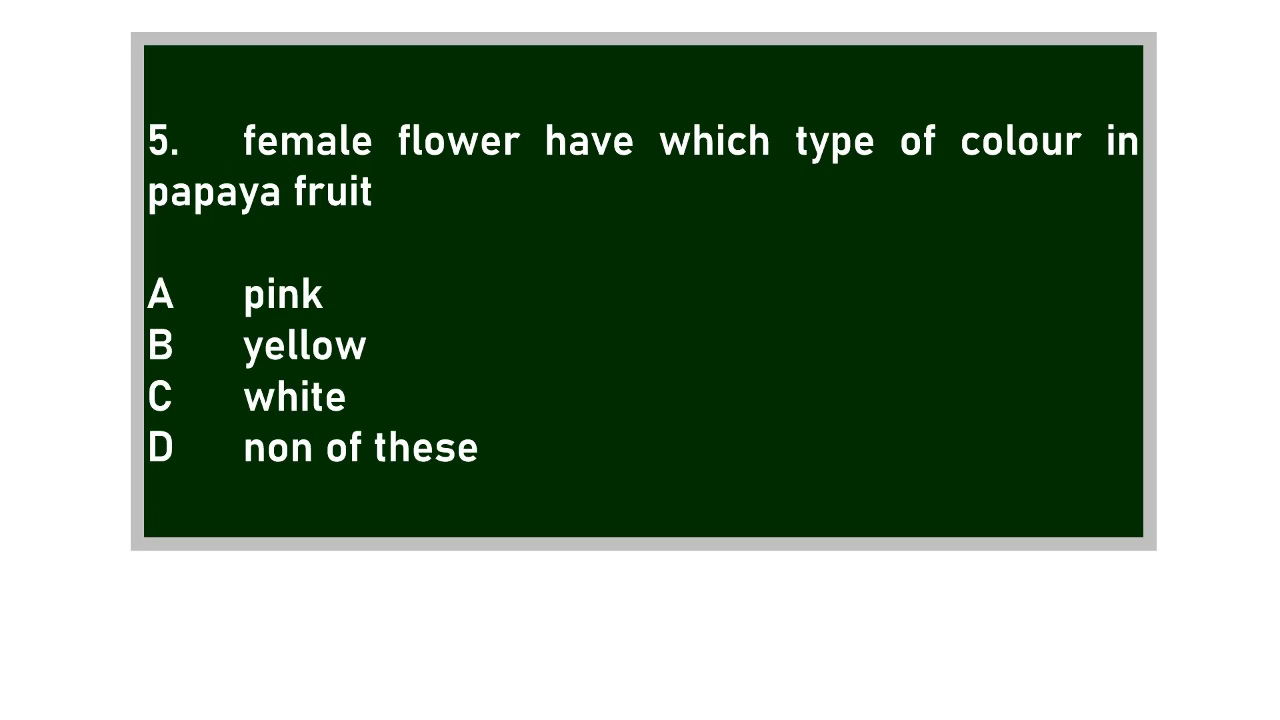 5. female flower have which type of colour in
papaya fruit
A pink
B yellow
C white
D non of these